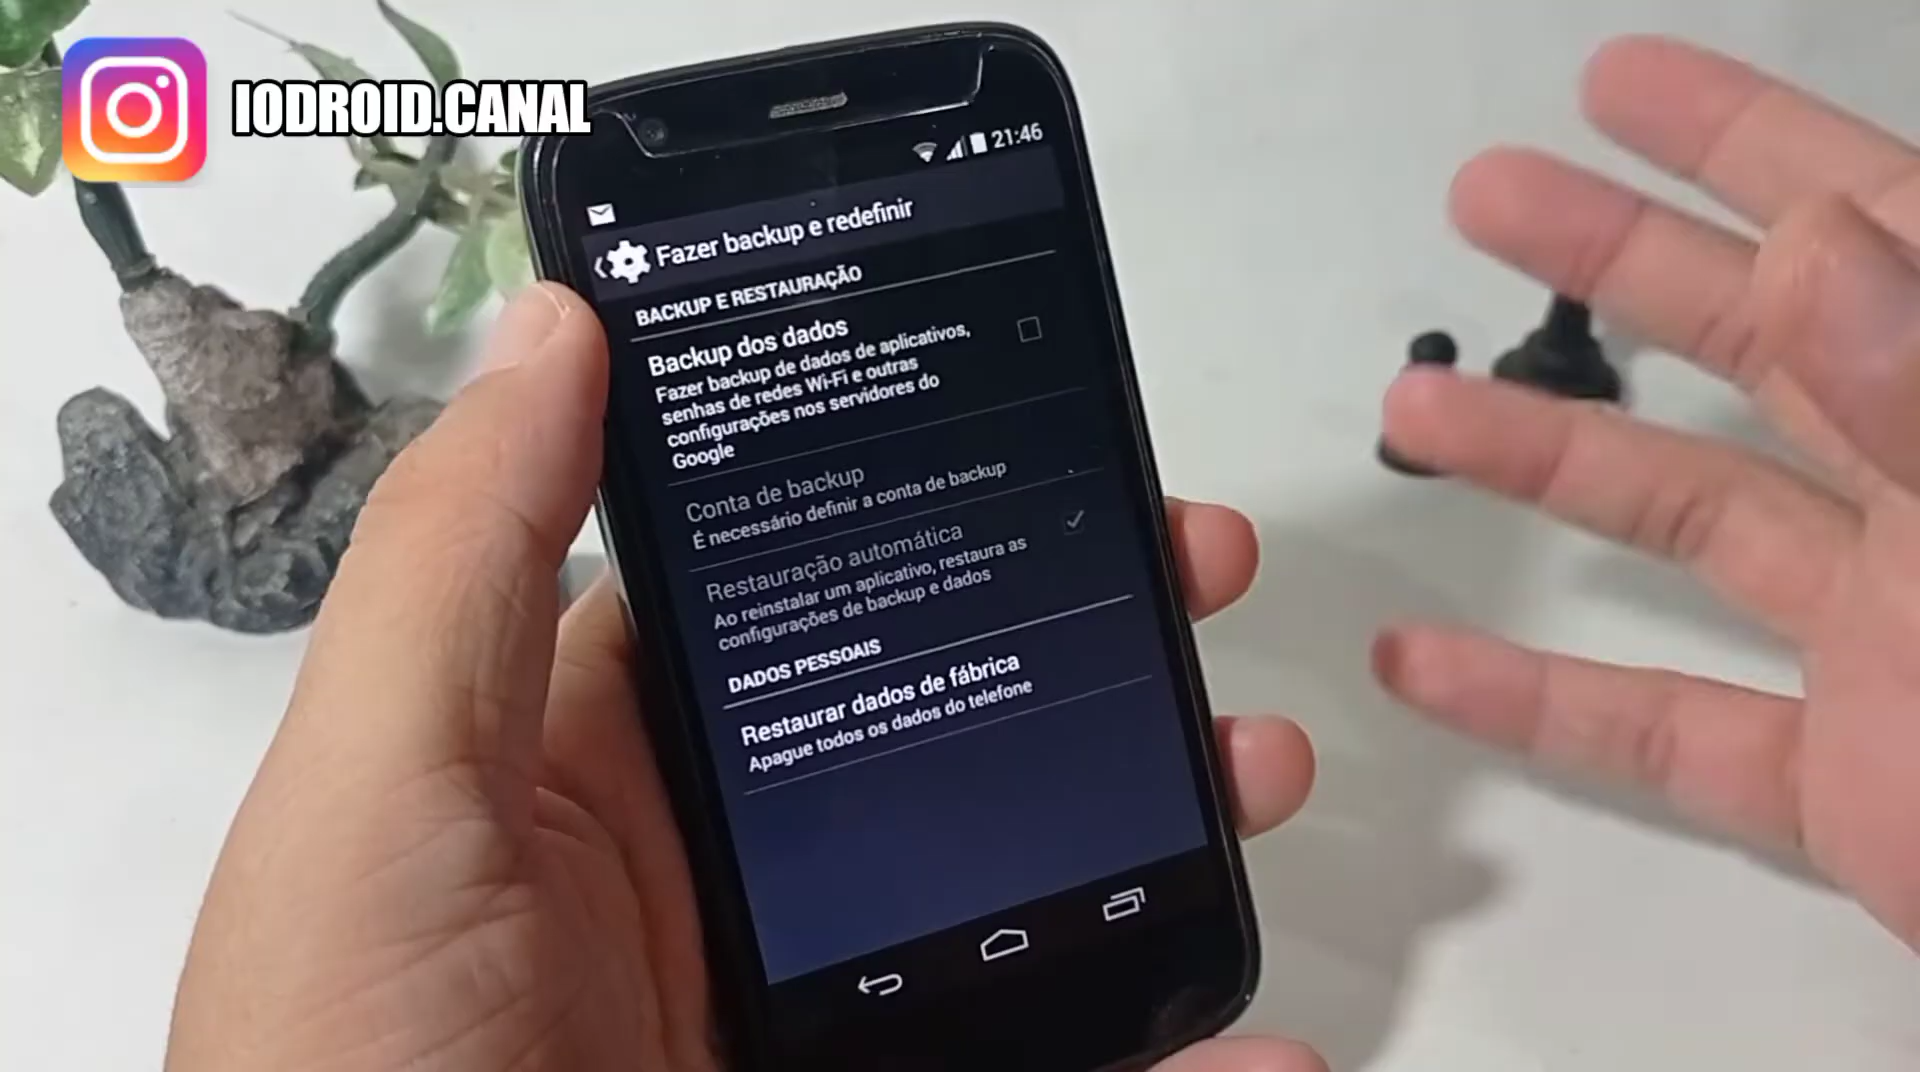 IODROID.CANAL
21:46
Fazer backup e redefinir
BACKUP E RESTAURAÇÃO
Backup dos dados
Fazer backup de dados de aplicativos,
senhas de redes Wi-Fi e outras
configurações nos servidores do
Google
Conta de backup
É necessário definir a conta de backup
Restauração automática
Ao reinstalar um aplicativo, restaura as
configurações de backup e dados
DADOS PESSOAIS
Restaurar dados de fábrica
Apague todos os dados do telefone